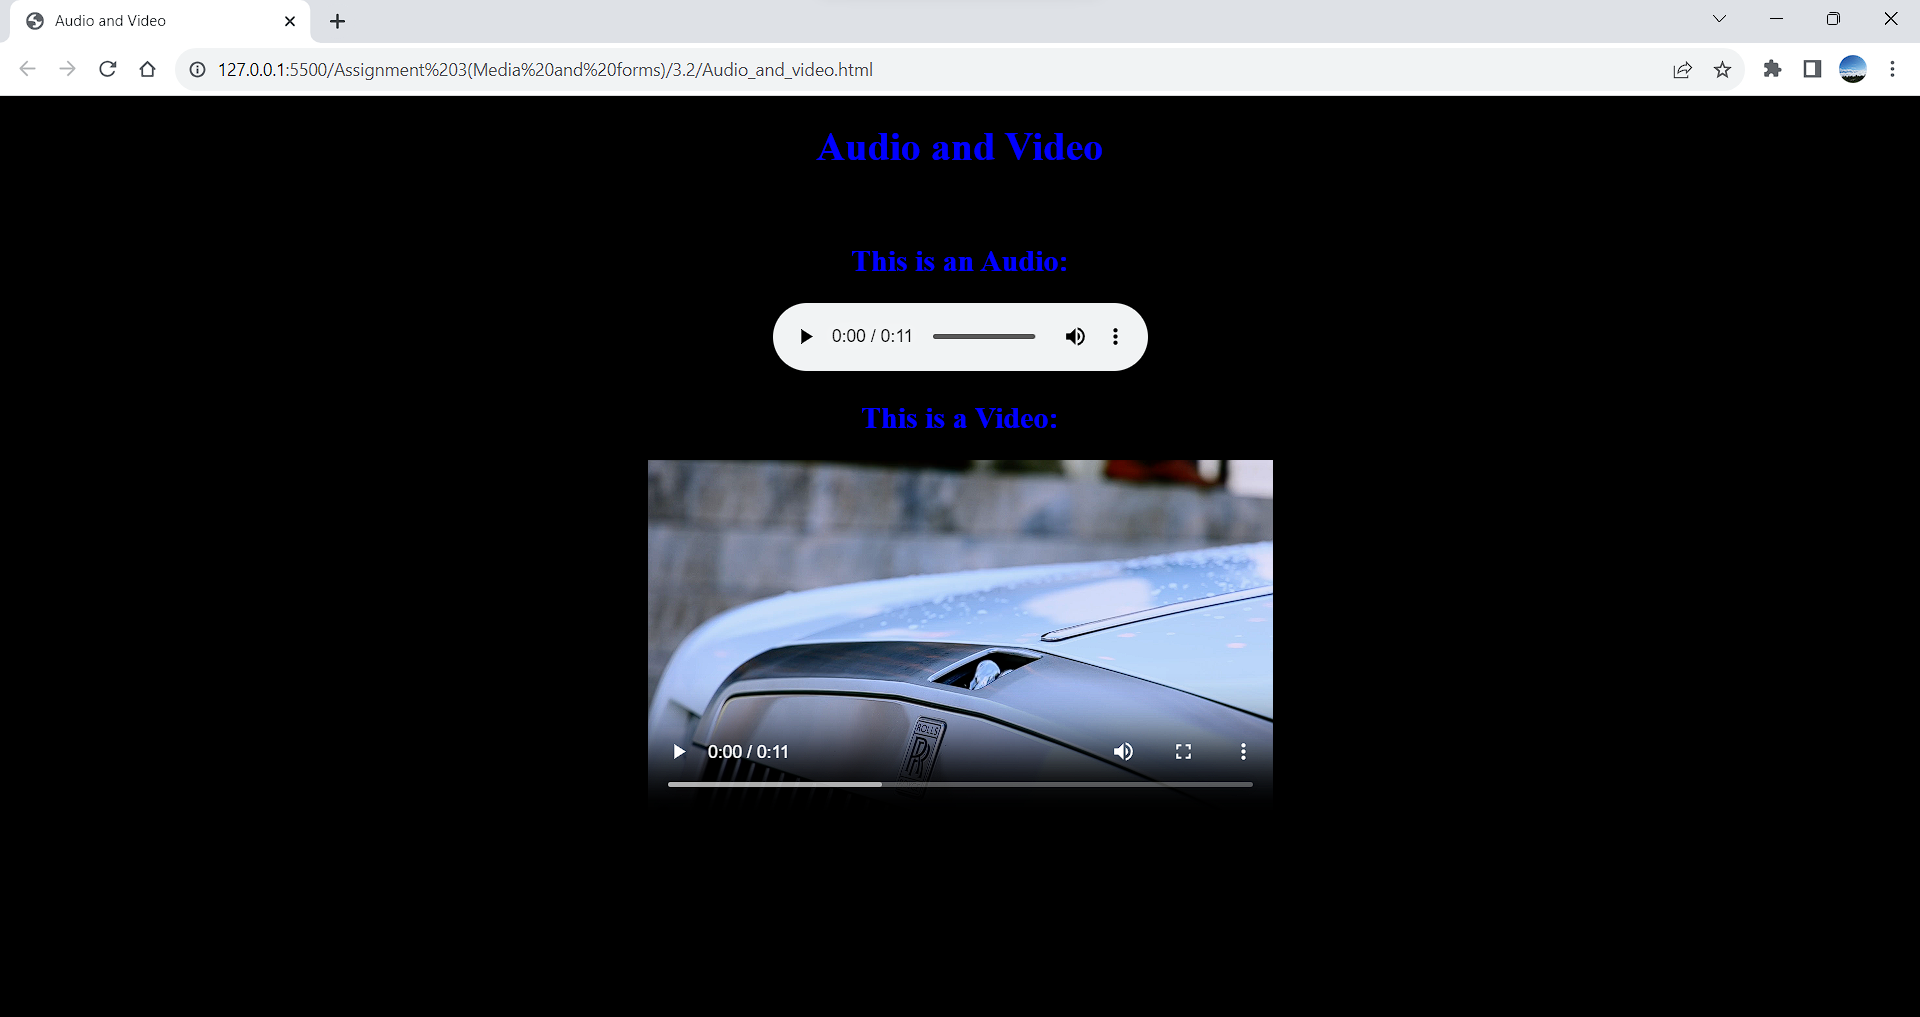 Audio and Video
127.0.0.1:5500/Assignment%203(Media%20and%20forms)/3.2/Audio_and_video.html
Audio and Video
This is an Audio:
0:00 / 0:11
This is a Video:
ROLLS
RR
0:00 / 0:11